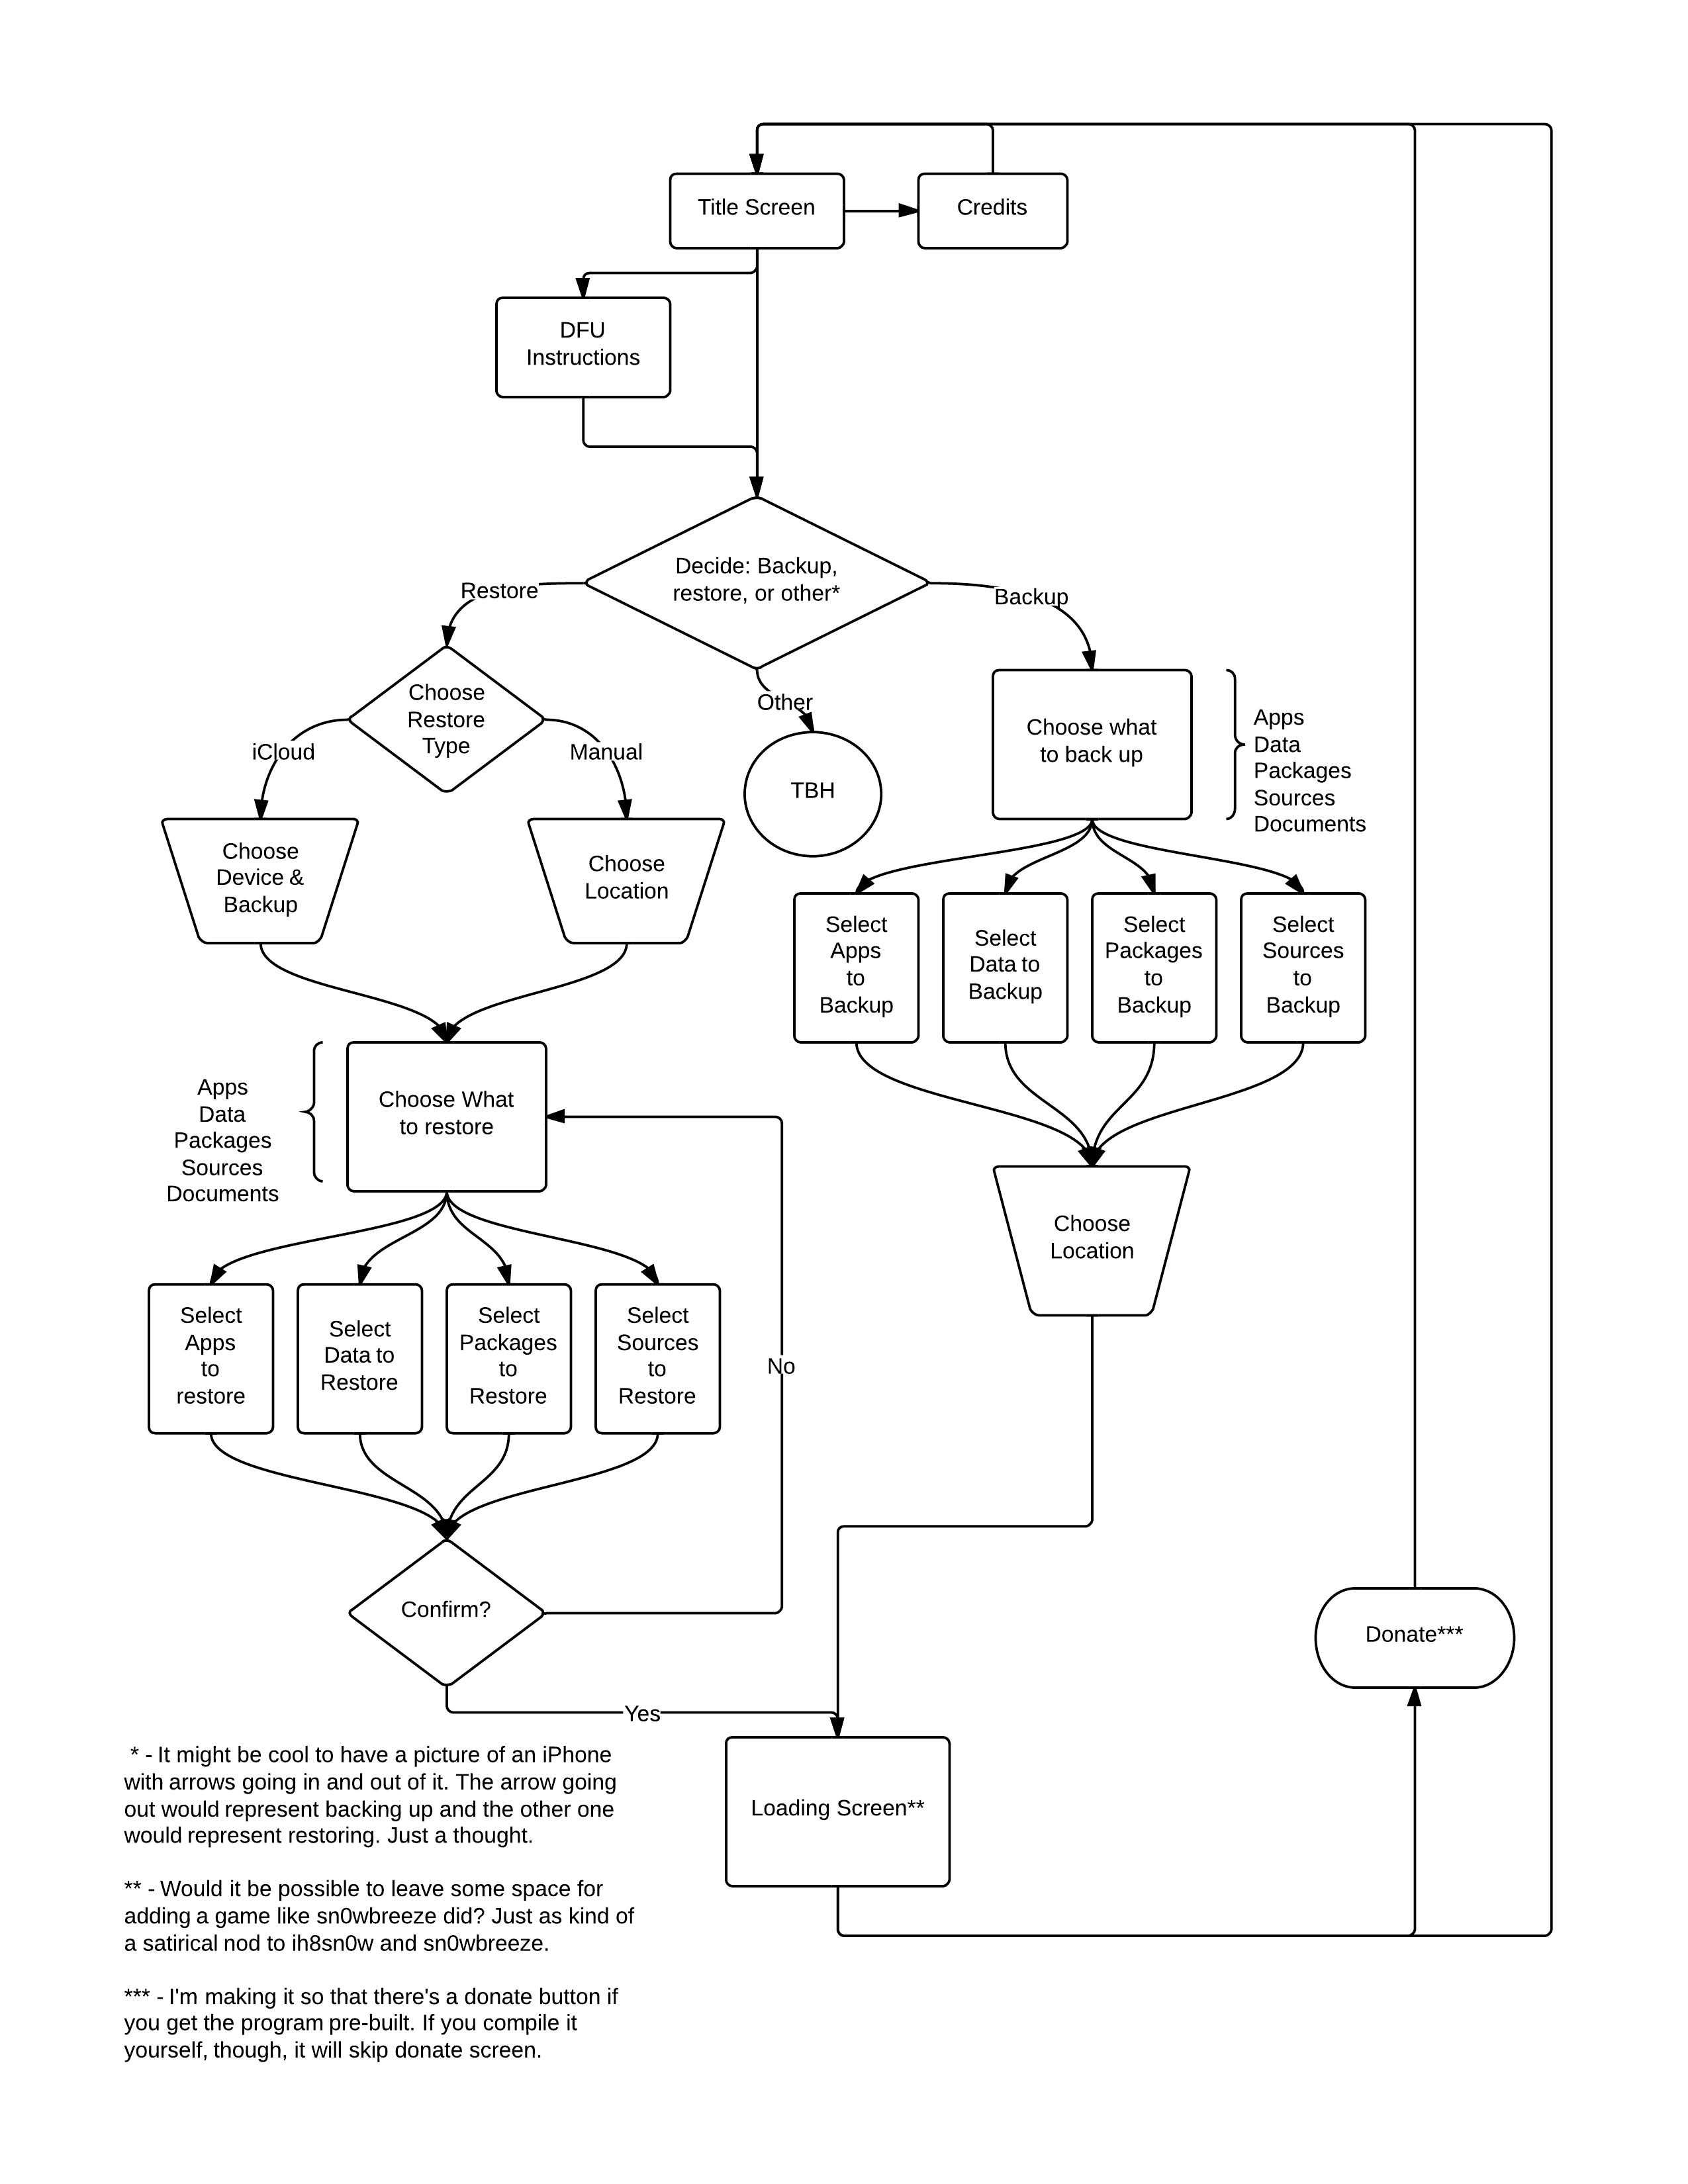 Title Screen
Credits
DFU
Instructions
Decide: Backup,
restore, or other*
Restore
Backup
Other
Choose
Restore
Type
iCloud
Manual
TBH
Choose what
to back up
Apps
Data
Packages
Sources
Documents
Choose
Device &
Backup
Choose
Location
Select
Apps
to
Backup
Select
Data to
Backup
Select
Packages
to
Backup
Select
Sources
to
Backup
Apps
Data
Packages
Sources
Documents
Choose What
to restore
Choose
Location
Select
Apps
to
restore
Select
Data to
Restore
Select
Packages
to
Restore
Select
Sources
to
Restore
No
Confirm?
Donate***
Yes
Loading Screen**
* - It might be cool to have a picture of an iPhone
with arrows going in and out of it. The arrow going
out would represent backing up and the other one
would represent restoring. Just a thought.
** - Would it be possible to leave some space for
adding a game like sn0wbreeze did? Just as kind of
a satirical nod to ih8sn0w and sn0wbreeze.
*** - I'm making it so that there's a donate button if
you get the program pre-built. If you compile it
yourself, though, it will skip donate screen.